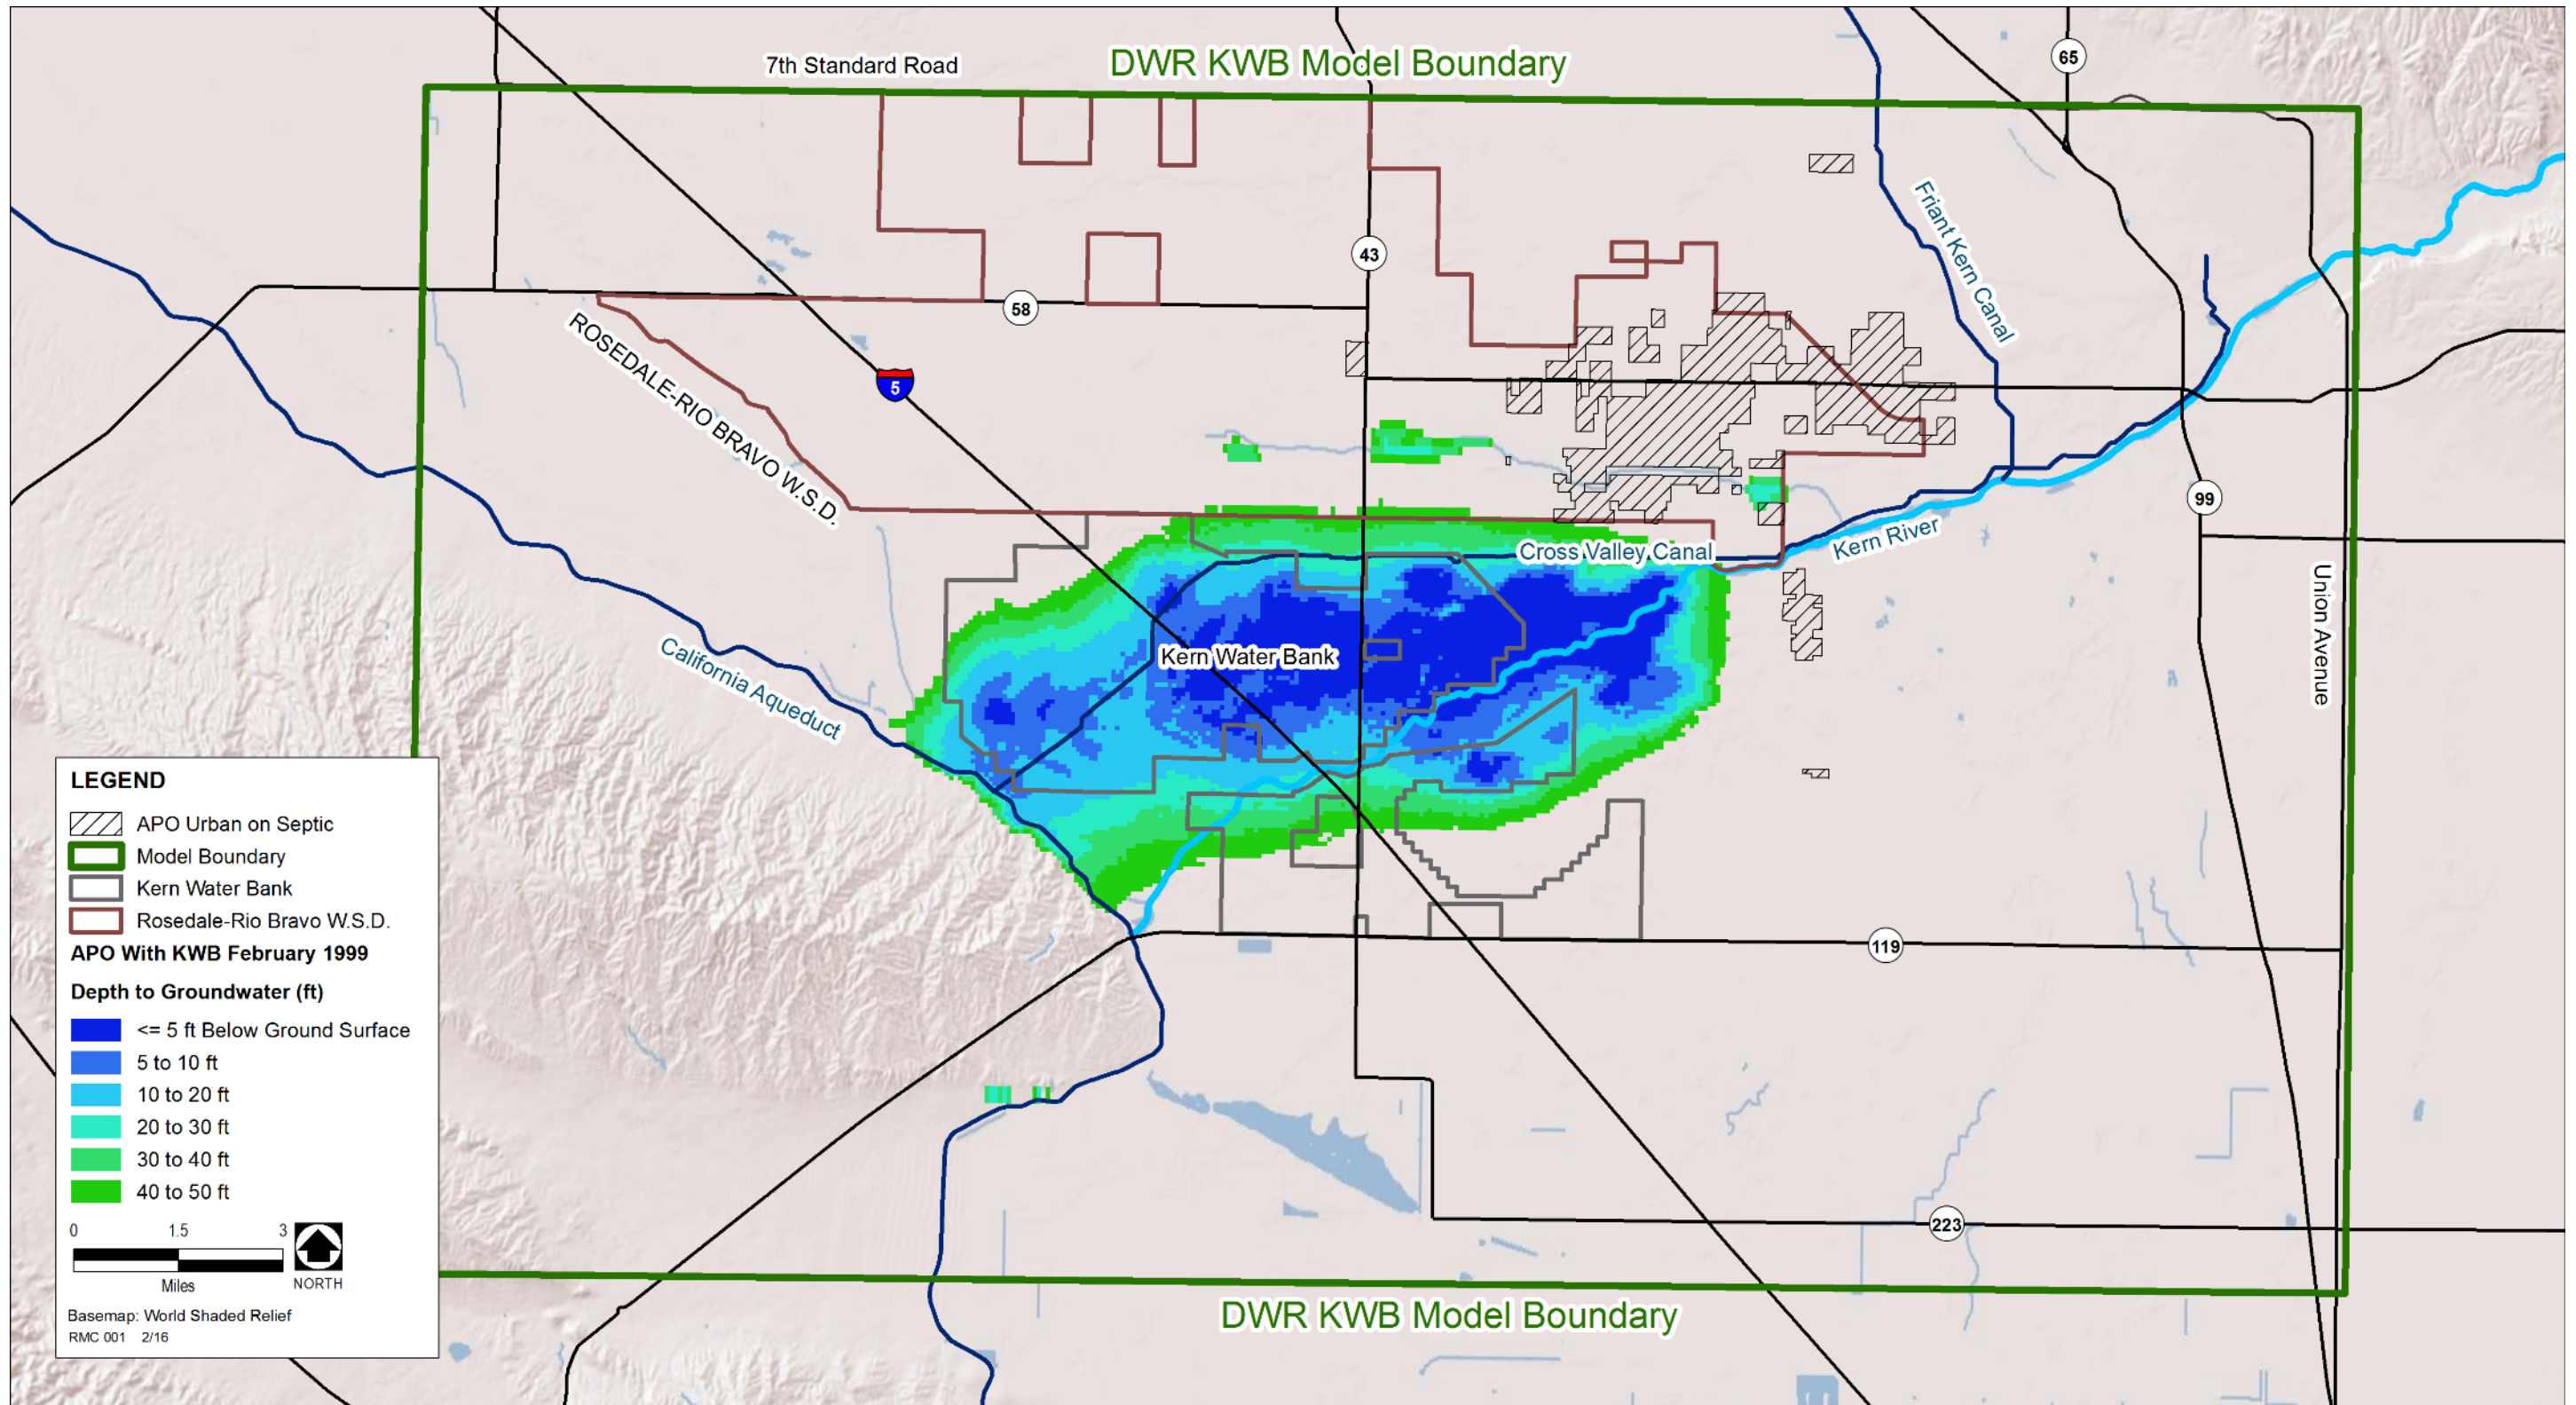 7th Standard Road
DWR KWB Model Boundary
65
Friant Kern Canal
43
58
ROSEDALE-RIO BRAVO W.S.D.
5
99
Kern River
Cross Valley Canal
Union Avenue
Kern Water Bank
California Aqueduct
LEGEND
APO Urban on Septic
Model Boundary
Kern Water Bank
Rosedale-Rio Bravo W.S.D.
APO With KWB February 1999
Depth to Groundwater (ft)
<= 5 ft Below Ground Surface
5 to 10 ft
10 to 20 ft
20 to 30 ft
30 to 40 ft
40 to 50 ft
0 1.5 3
Miles
NORTH
Basemap: World Shaded Relief
RMC 001 2/16
119
223
DWR KWB Model Boundary